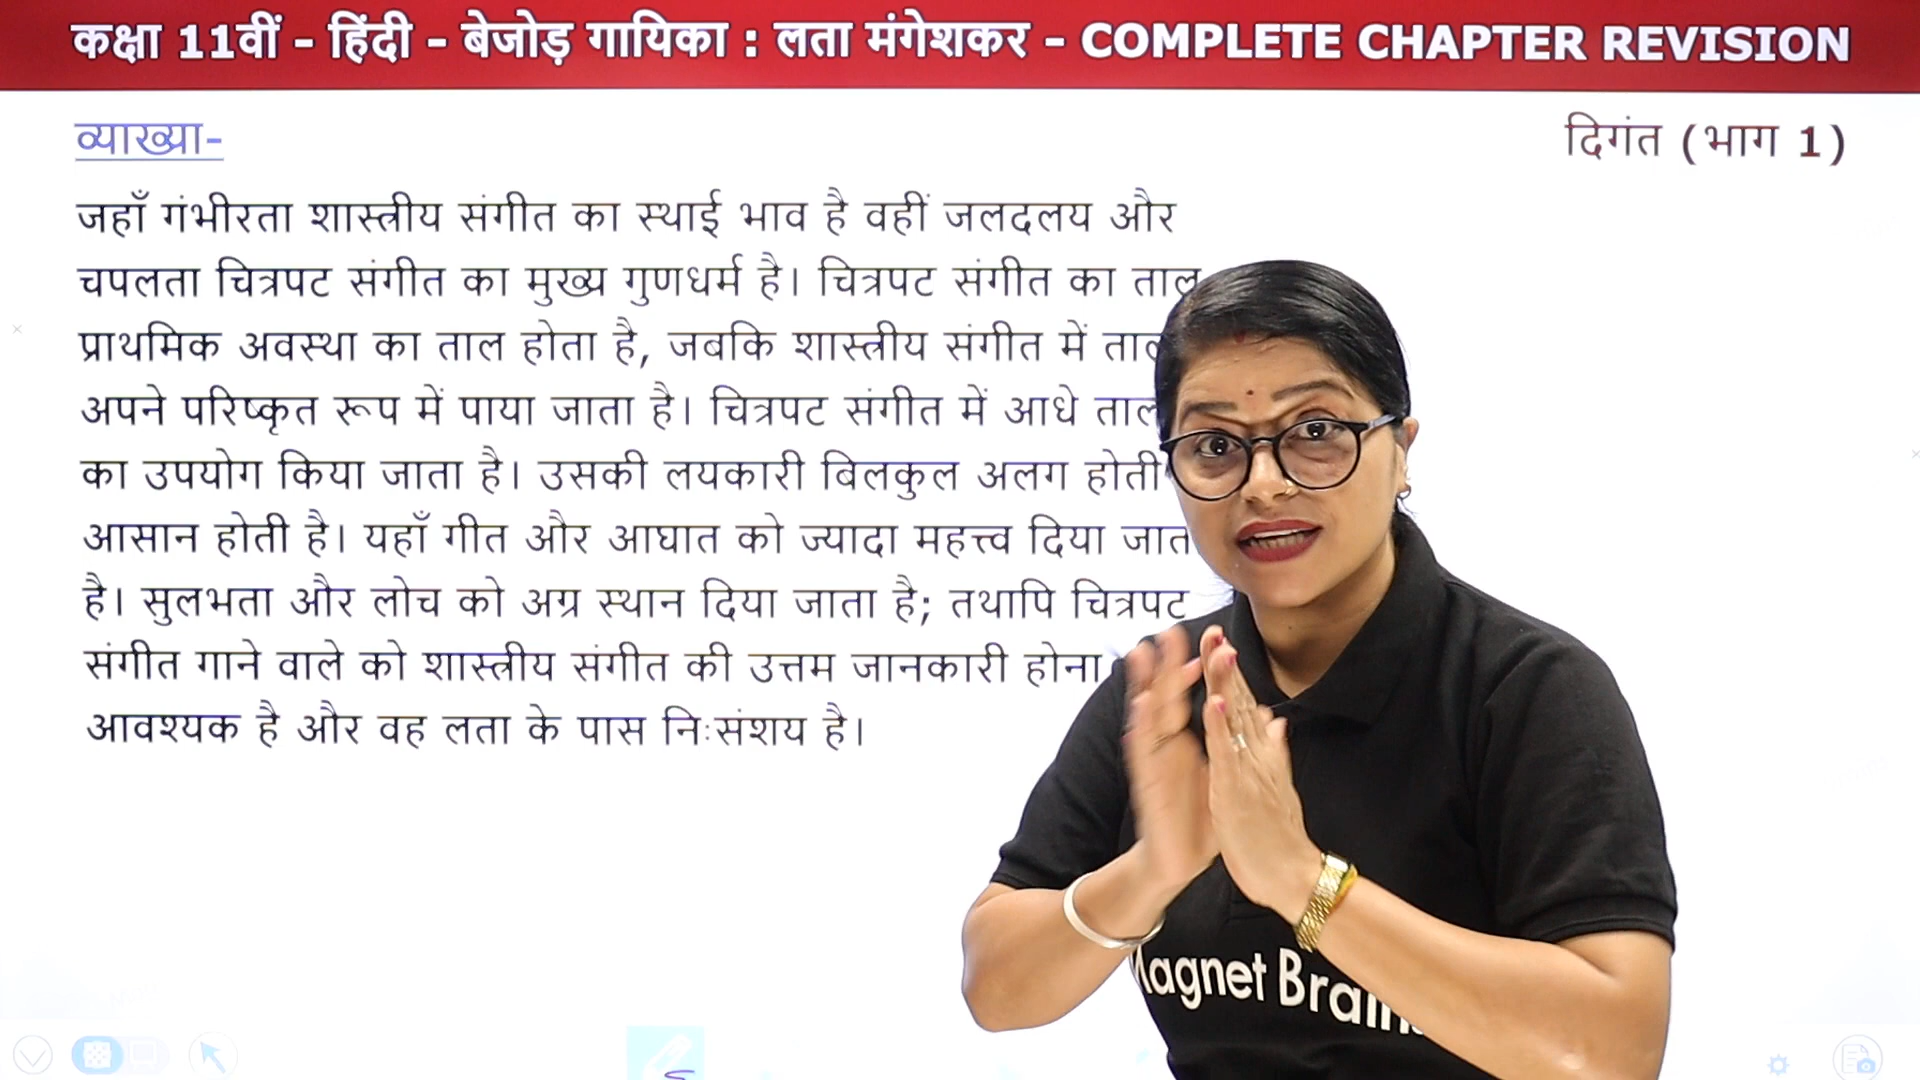 कक्षा 11वीं - हिंदी - बेजोड़ गायिका : लता मंगेशकर - COMPLETE CHAPTER REVISION
व्याख्या-
दिगंत (भाग 1)
जहाँ गंभीरता शास्त्रीय संगीत का स्थाई भाव है वहीं जलदलय और
चपलता चित्रपट संगीत का मुख्य गुणधर्म है। चित्रपट संगीत का ताल
प्राथमिक अवस्था का ताल होता है, जबकि शास्त्रीय संगीत में ताल
अपने परिष्कृत रूप में पाया जाता है। चित्रपट संगीत में आधे ताल
का उपयोग किया जाता है। उसकी लयकारी बिलकुल अलग होती
आसान होती है। यहाँ गीत और आघात को ज्यादा महत्त्व दिया जात
है। सुलभता और लोच को अग्र स्थान दिया जाता है; तथापि चित्रपट
संगीत गाने वाले को शास्त्रीय संगीत की उत्तम जानकारी होना
आवश्यक है और वह लता के पास निःसंशय है।
Magnet Brain